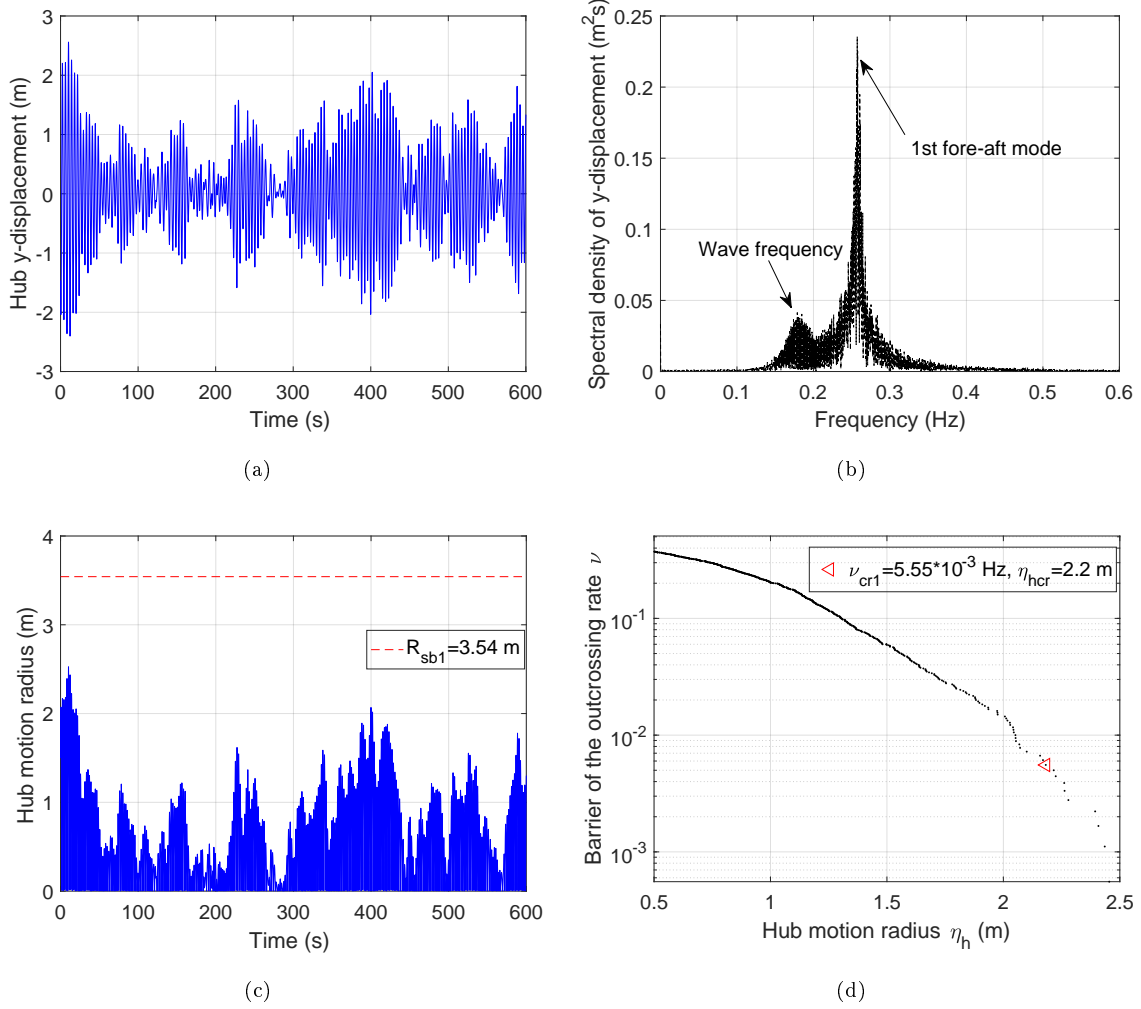 3
2
1
0
-1
-2
-3
0 100 200 300 400 500 600
Hub y-displacement (m)
Time (s)
(a)
0.25
0.2
0.15
0.1
0.05
0
0 0.1 0.2 0.3 0.4 0.5 0.6
Spectral density of y-displacement (m²s)
1st fore-aft mode
Wave frequency
Frequency (Hz)
(b)
4
3
2
1
0
0 100 200 300 400 500 600
Hub motion radius (m)
R_sb1=3.54 m
Time (s)
(c)
10^-1
10^-2
10^-3
0.5 1 1.5 2 2.5
Barrier of the outcrossing rate ν
ν_cr1=5.55*10^-3 Hz, η_hcr=2.2 m
Hub motion radius η_h (m)
(d)